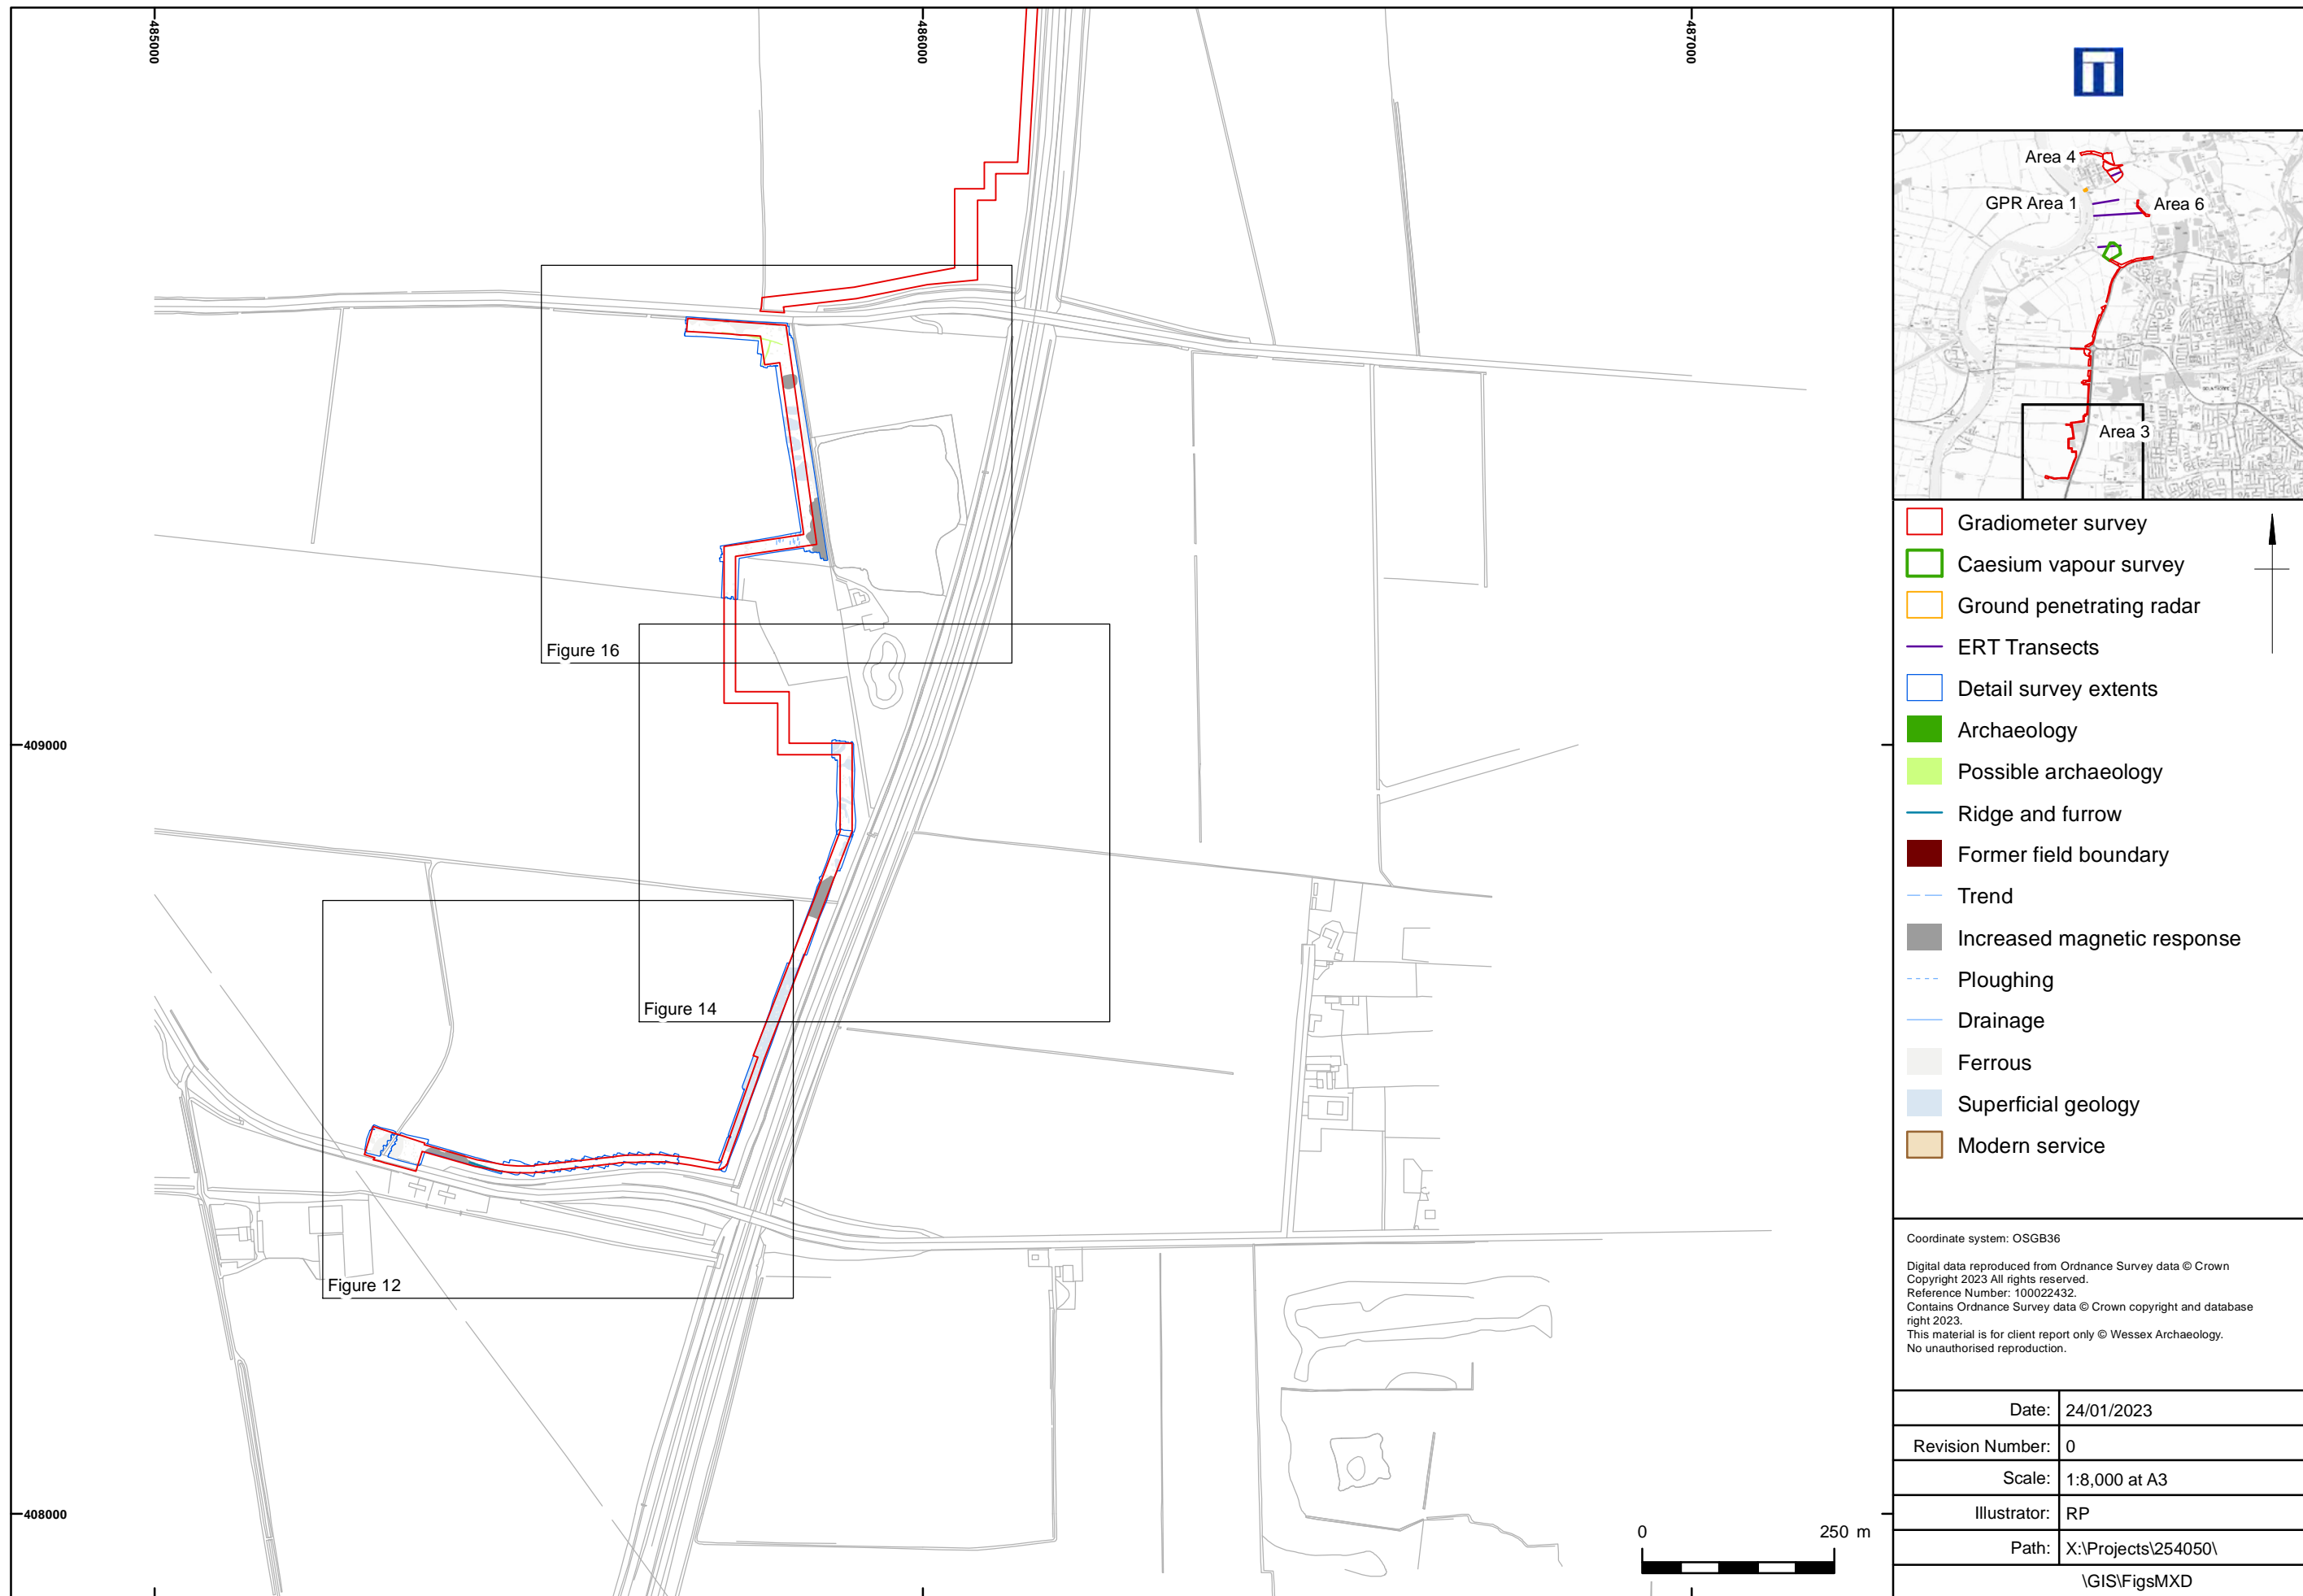 485000
486000
487000
409000
408000
Figure 16
Figure 14
Figure 12
0 250 m
Area 4
GPR Area 1
Area 6
Area 3
Gradiometer survey
Caesium vapour survey
Ground penetrating radar
ERT Transects
Detail survey extents
Archaeology
Possible archaeology
Ridge and furrow
Former field boundary
Trend
Increased magnetic response
Ploughing
Drainage
Ferrous
Superficial geology
Modern service
Coordinate system: OSGB36
Digital data reproduced from Ordnance Survey data © Crown
Copyright 2023 All rights reserved.
Reference Number: 100022432.
Contains Ordnance Survey data © Crown copyright and database
right 2023.
This material is for client report only © Wessex Archaeology.
No unauthorised reproduction.
Date: 24/01/2023
Revision Number: 0
Scale: 1:8,000 at A3
Illustrator: RP
Path: X:\Projects\254050\
\GIS\FigsMXD